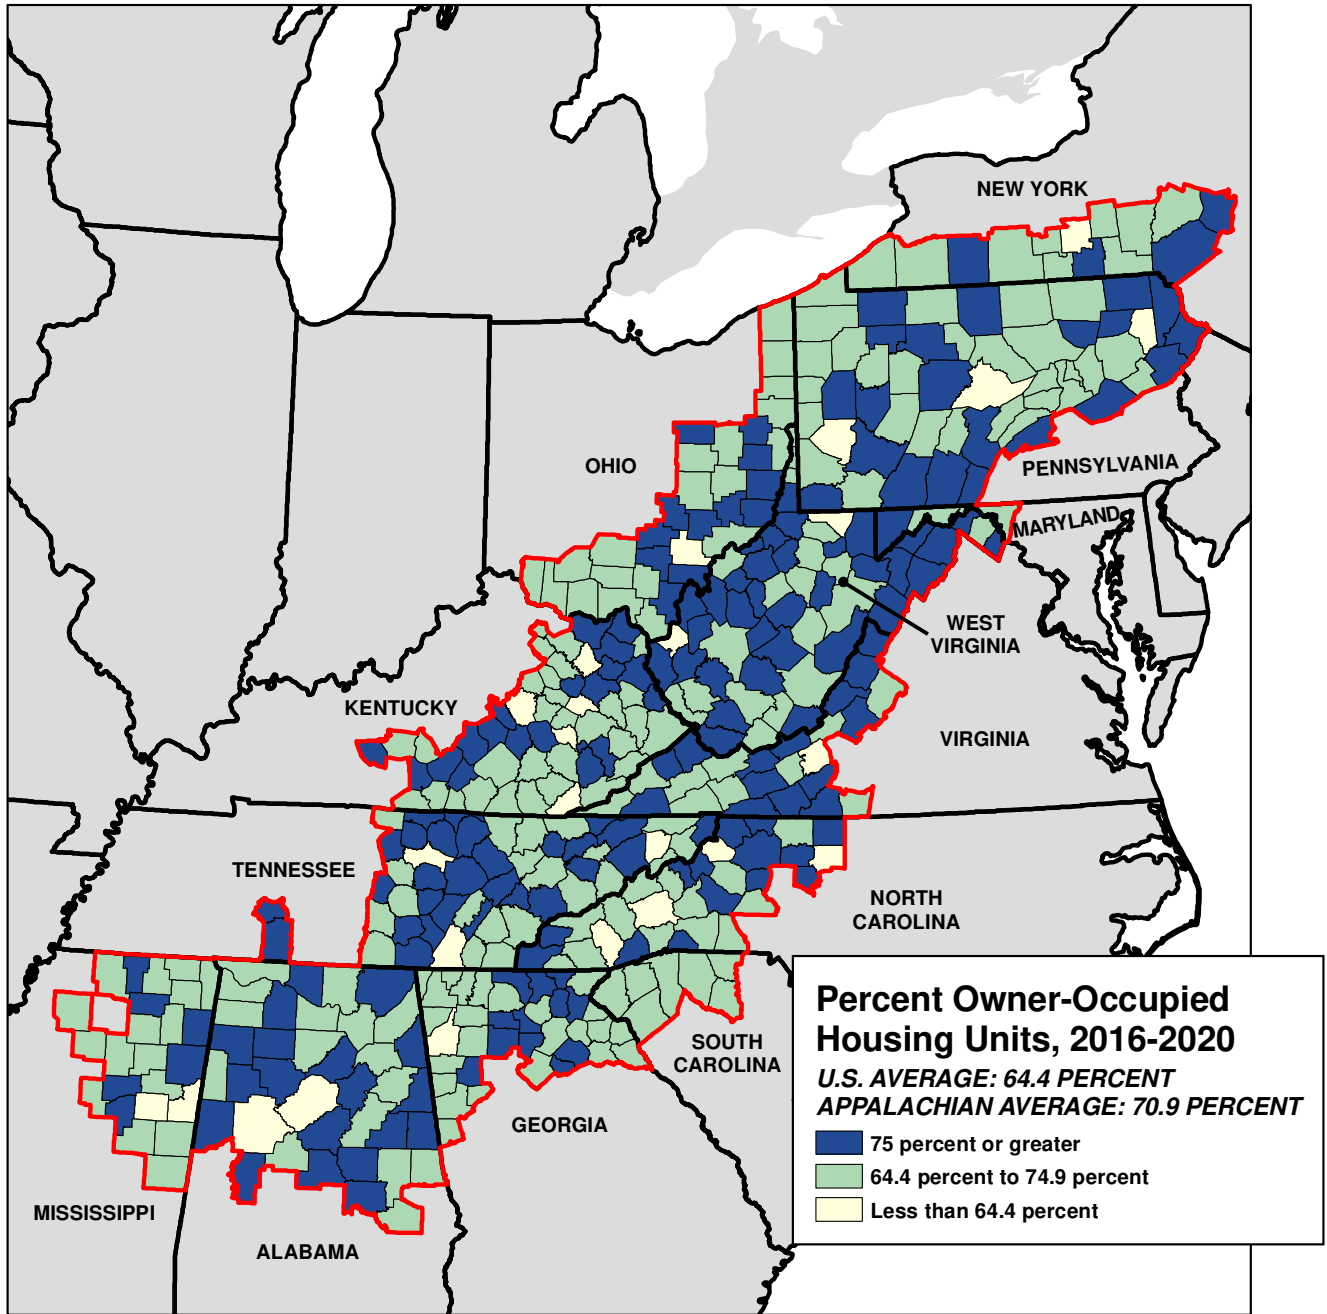 NEW YORK
OHIO
PENNSYLVANIA
MARYLAND
WEST
VIRGINIA
KENTUCKY
VIRGINIA
TENNESSEE
NORTH
CAROLINA
SOUTH
CAROLINA
GEORGIA
MISSISSIPPI
ALABAMA
Percent Owner-Occupied
Housing Units, 2016-2020
U.S. AVERAGE: 64.4 PERCENT
APPALACHIAN AVERAGE: 70.9 PERCENT
75 percent or greater
64.4 percent to 74.9 percent
Less than 64.4 percent